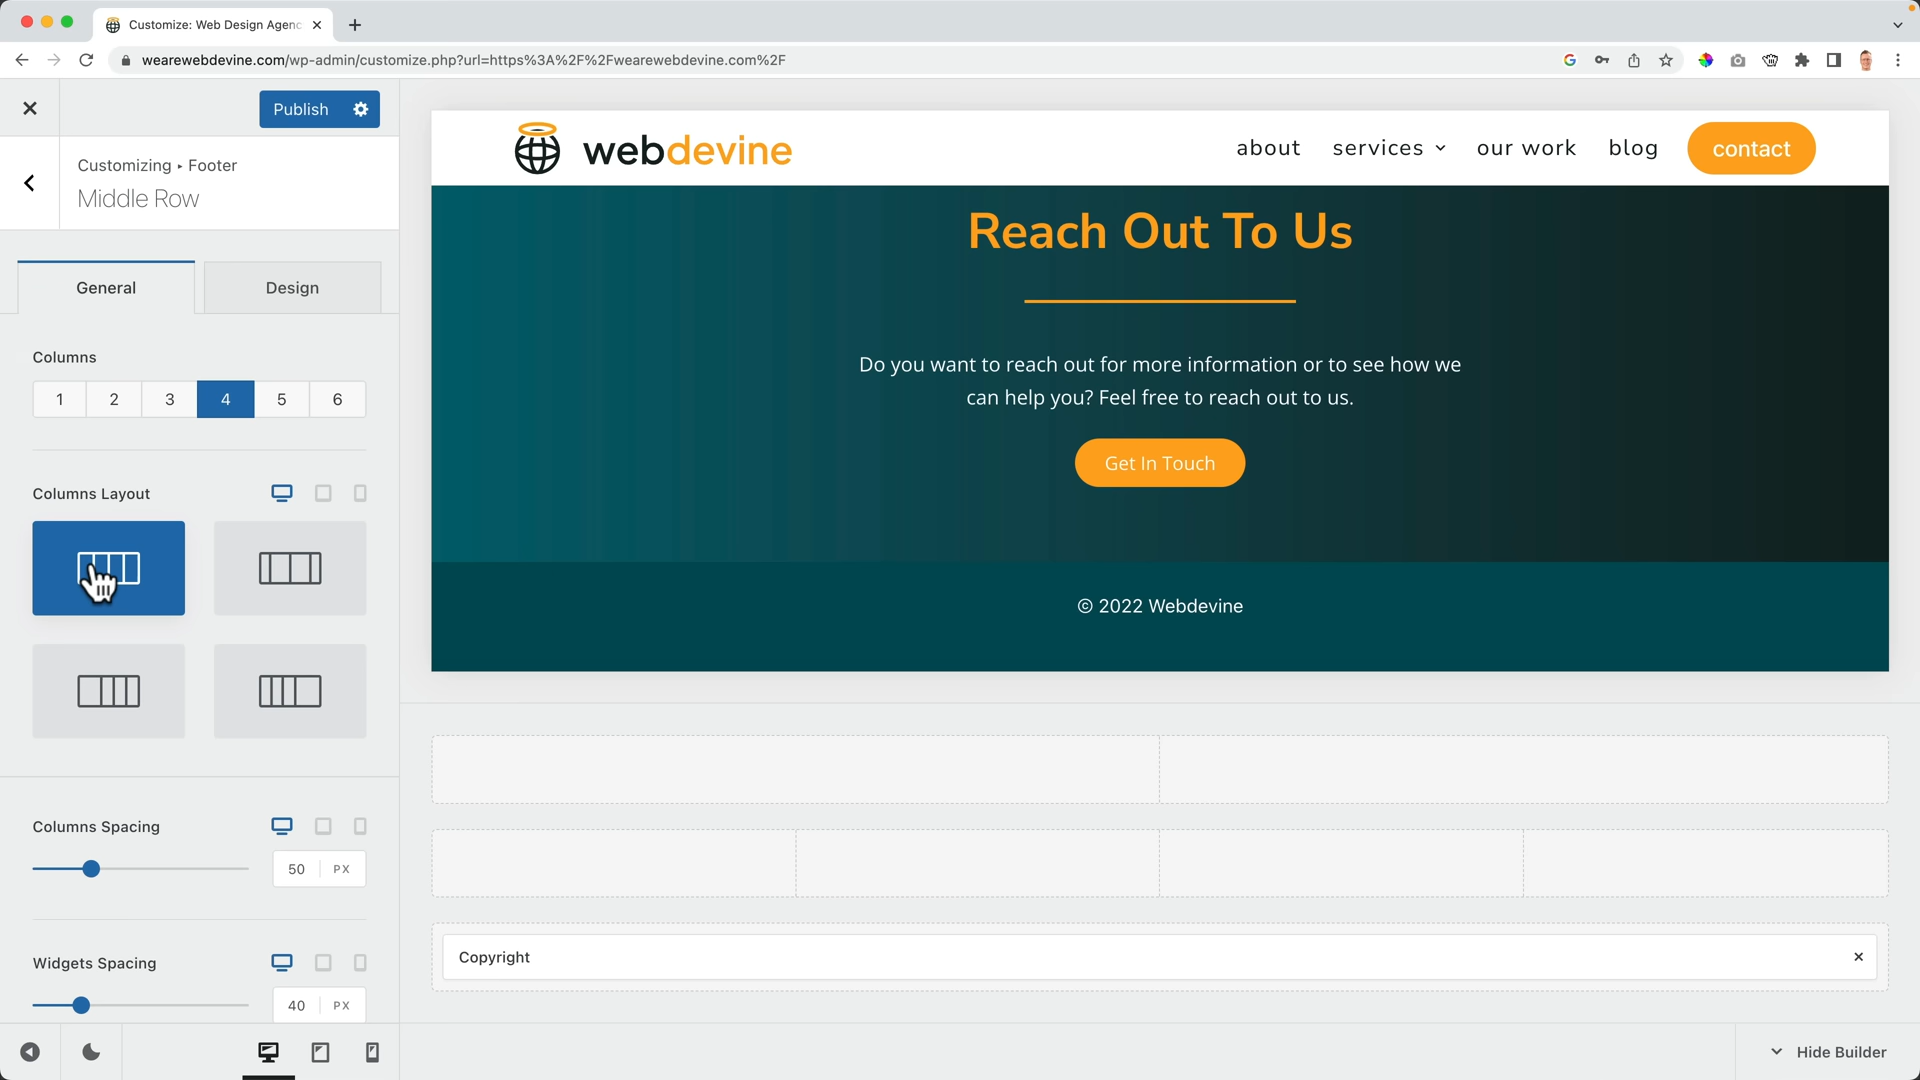 Customize: Web Design Agenc
wearewebdevine.com/wp-admin/customize.php?url=https%3A%2F%2Fwearewebdevine.com%2F
Publish
Customizing ▸ Footer
Middle Row
General
Design
Columns
1 2 3 4 5 6
Columns Layout
Columns Spacing
50 PX
Widgets Spacing
40 PX
webdevine
about services our work blog contact
Reach Out To Us
Do you want to reach out for more information or to see how we
can help you? Feel free to reach out to us.
Get In Touch
© 2022 Webdevine
Copyright
Hide Builder